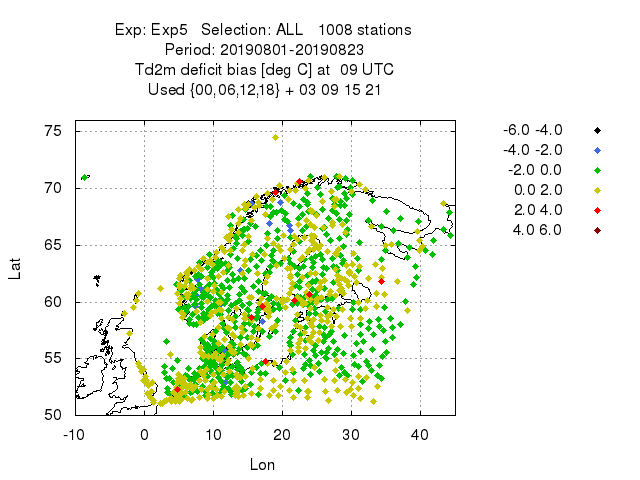 Exp: Exp5   Selection: ALL   1008 stations
Period: 20190801-20190823
Td2m deficit bias [deg C] at  09 UTC
Used {00,06,12,18} + 03 09 15 21
-6.0 -4.0
-4.0 -2.0
-2.0 0.0
0.0 2.0
2.0 4.0
4.0 6.0
Lat
75
70
65
60
55
50
-10 0 10 20 30 40
Lon